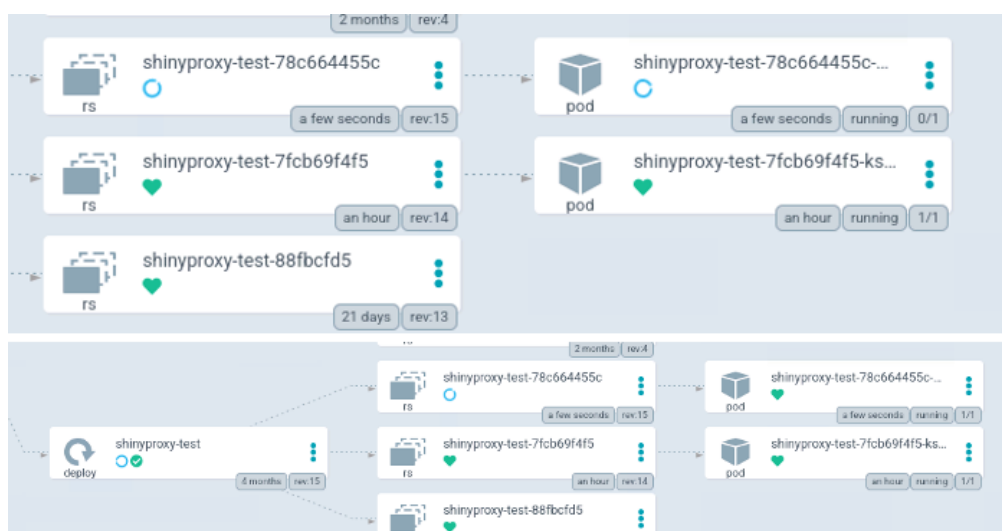 2 months rev:4
shinyproxy-test-78c664455c
rs
a few seconds rev:15
shinyproxy-test-78c664455c-...
pod
a few seconds running 0/1
shinyproxy-test-7fcb69f4f5
rs
an hour rev:14
shinyproxy-test-7fcb69f4f5-ks...
pod
an hour running 1/1
shinyproxy-test-88fbcfd5
rs
21 days rev:13
rs
2 months rev:4
shinyproxy-test-78c664455c
rs
a few seconds rev:15
shinyproxy-test-78c664455c-...
pod
a few seconds running 1/1
shinyproxy-test
deploy
4 months rev:15
shinyproxy-test-7fcb69f4f5
rs
an hour rev:14
shinyproxy-test-7fcb69f4f5-ks...
pod
an hour running 1/1
shinyproxy-test-88fbcfd5